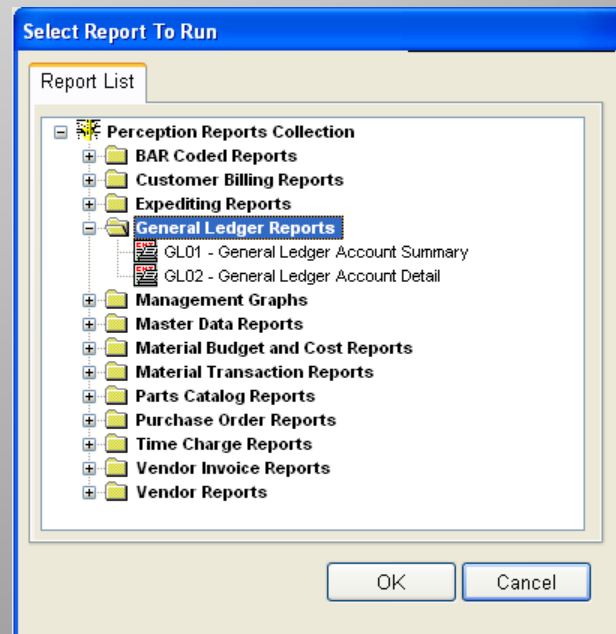 Select Report To Run
Report List
Perception Reports Collection
BAR Coded Reports
Customer Billing Reports
Expediting Reports
General Ledger Reports
GL01 - General Ledger Account Summary
GL02 - General Ledger Account Detail
Management Graphs
Master Data Reports
Material Budget and Cost Reports
Material Transaction Reports
Parts Catalog Reports
Purchase Order Reports
Time Charge Reports
Vendor Invoice Reports
Vendor Reports
OK Cancel